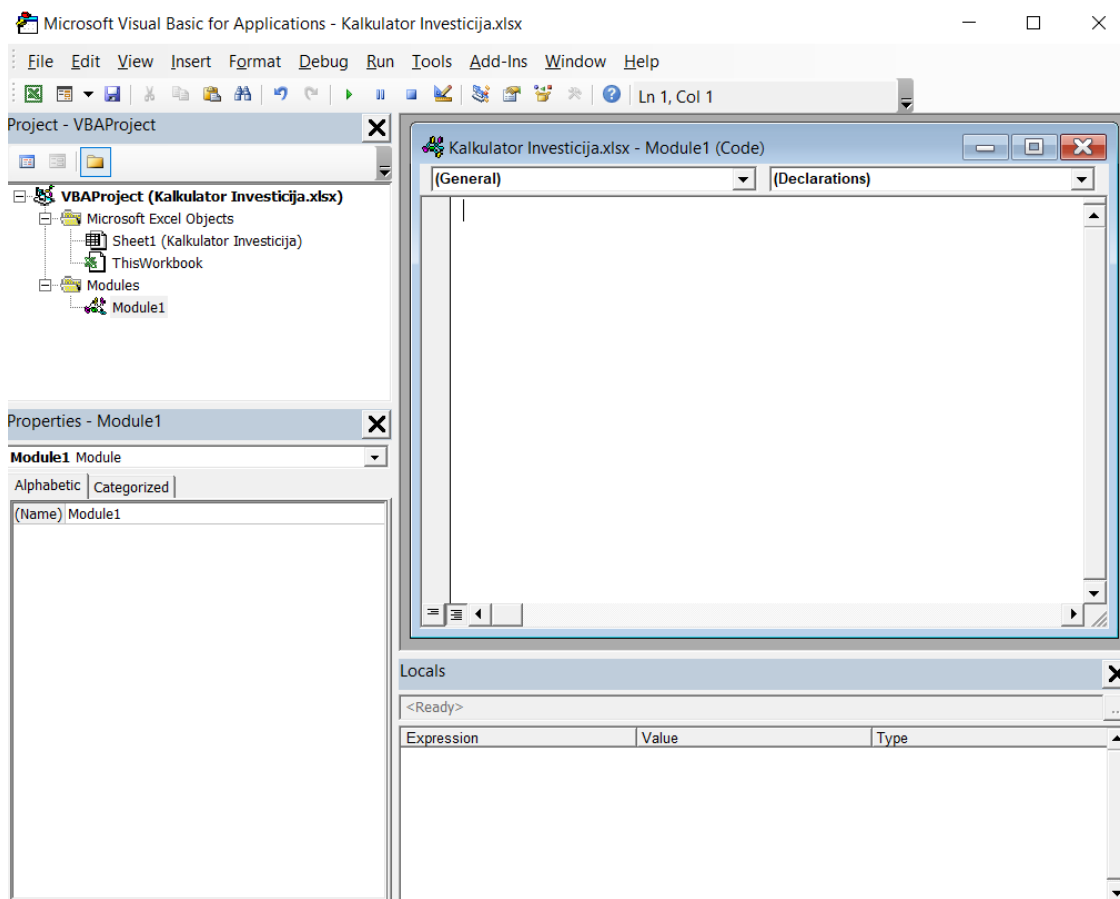 Microsoft Visual Basic for Applications - Kalkulator Investicija.xlsx
File Edit View Insert Format Debug Run Tools Add-Ins Window Help
Ln 1, Col 1
Project - VBAProject
VBAProject (Kalkulator Investicija.xlsx)
Microsoft Excel Objects
Sheet1 (Kalkulator Investicija)
ThisWorkbook
Modules
Module1
Properties - Module1
Module1 Module
Alphabetic Categorized
(Name) Module1
Kalkulator Investicija.xlsx - Module1 (Code)
(General) (Declarations)
Locals
<Ready>
...
Expression Value Type